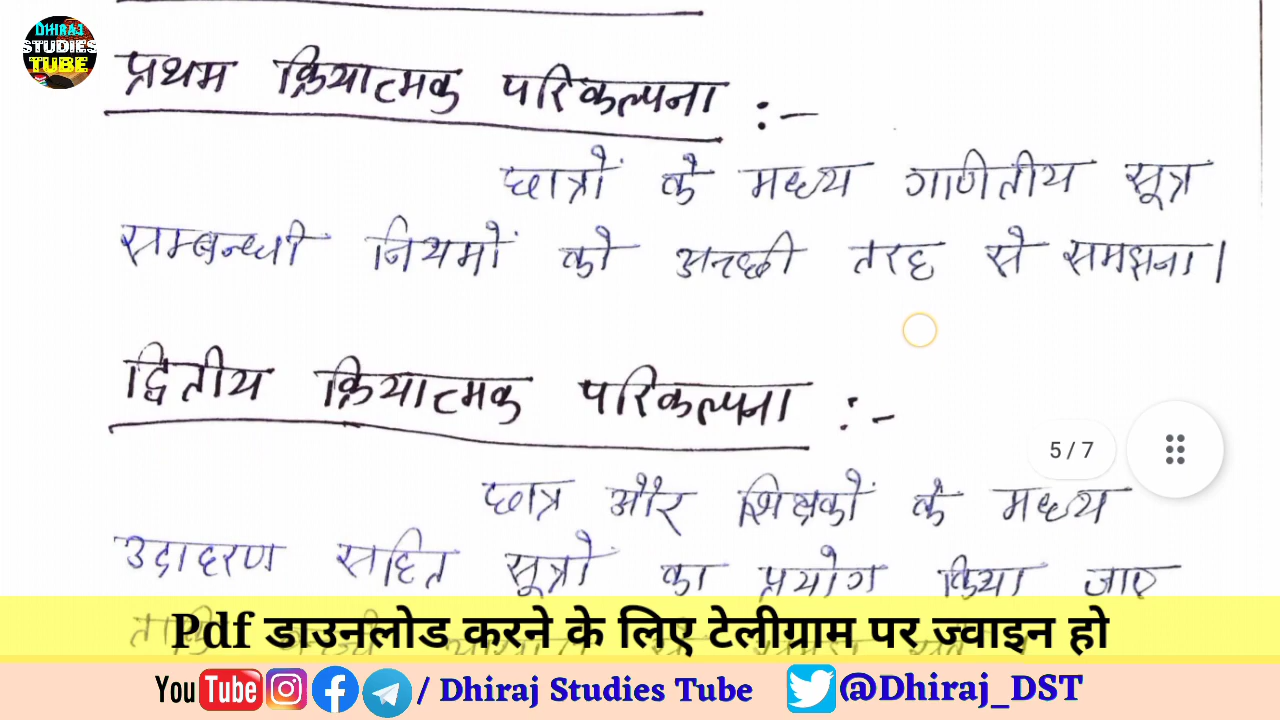 DHIRAJ
STUDIES
TUBE
प्रथम क्रियात्मक परिकल्पना :-
छात्रों के मध्य गाणितीय सूत्र
सम्बन्धी नियमों को अच्छी तरह से समझना।
द्वितीय क्रियात्मक परिकल्पना :-
5 / 7
छात्र और शिक्षकों के मध्य
उदाहरण सहित सूत्रों का प्रयोग किया जाए
Pdf डाउनलोड करने के लिए टेलीग्राम पर ज्वाइन हो
YouTube / Dhiraj Studies Tube @Dhiraj_DST